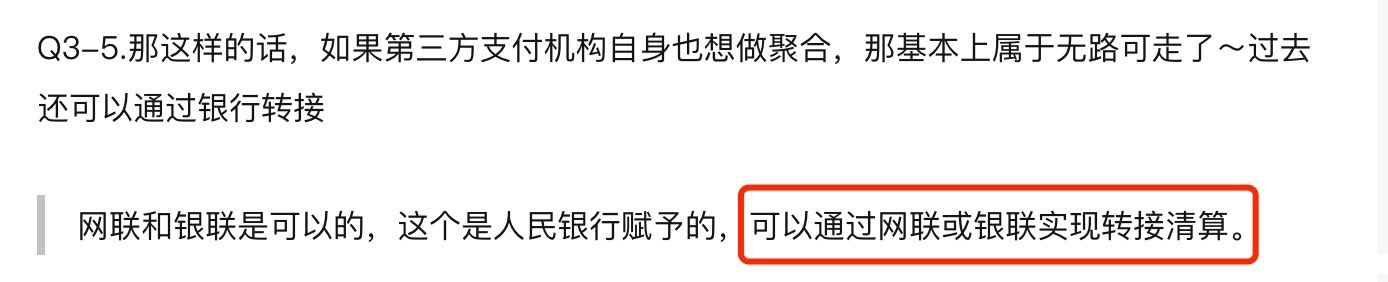 Q3–5.那这样的话，如果第三方支付机构自身也想做聚合，那基本上属于无路可走了～过去
还可以通过银行转接
网联和银联是可以的，这个是人民银行赋予的，可以通过网联或银联实现转接清算。